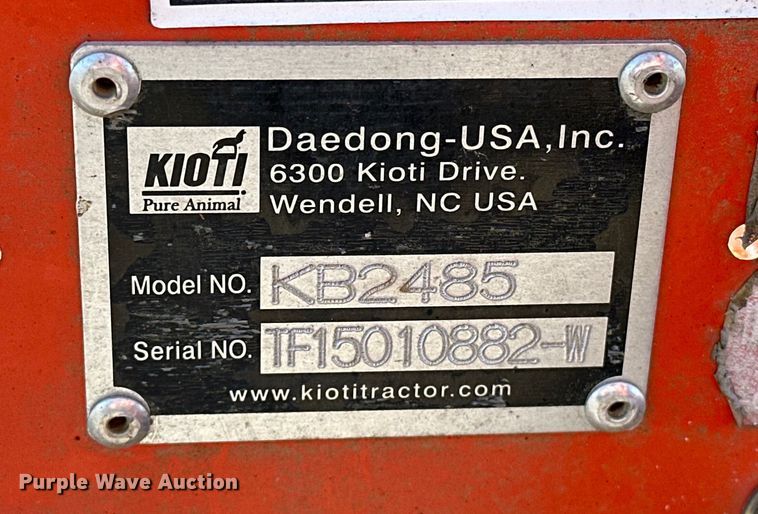 KIOTI
Pure Animal
Daedong-USA, Inc.
6300 Kioti Drive.
Wendell, NC USA
Model NO. KB2485
Serial NO. TF15010882-W
www.kiotitractor.com
Purple Wave Auction